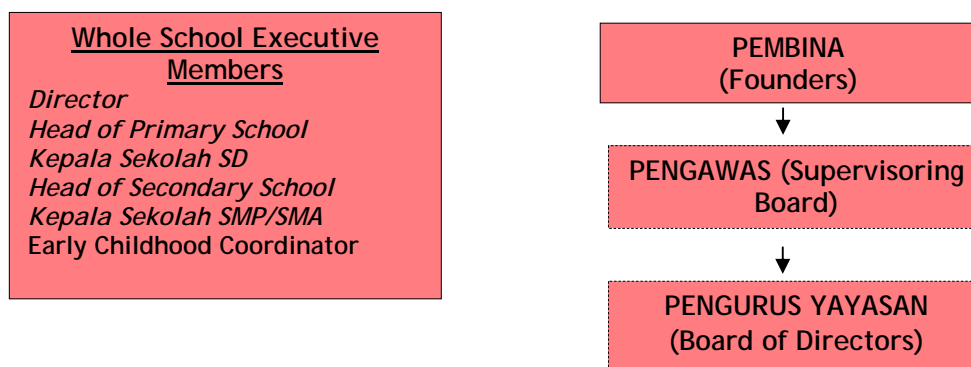 Whole School Executive
Members
Director
Head of Primary School
Kepala Sekolah SD
Head of Secondary School
Kepala Sekolah SMP/SMA
Early Childhood Coordinator
PEMBINA
(Founders)
PENGAWAS (Supervisoring
Board)
PENGURUS YAYASAN
(Board of Directors)